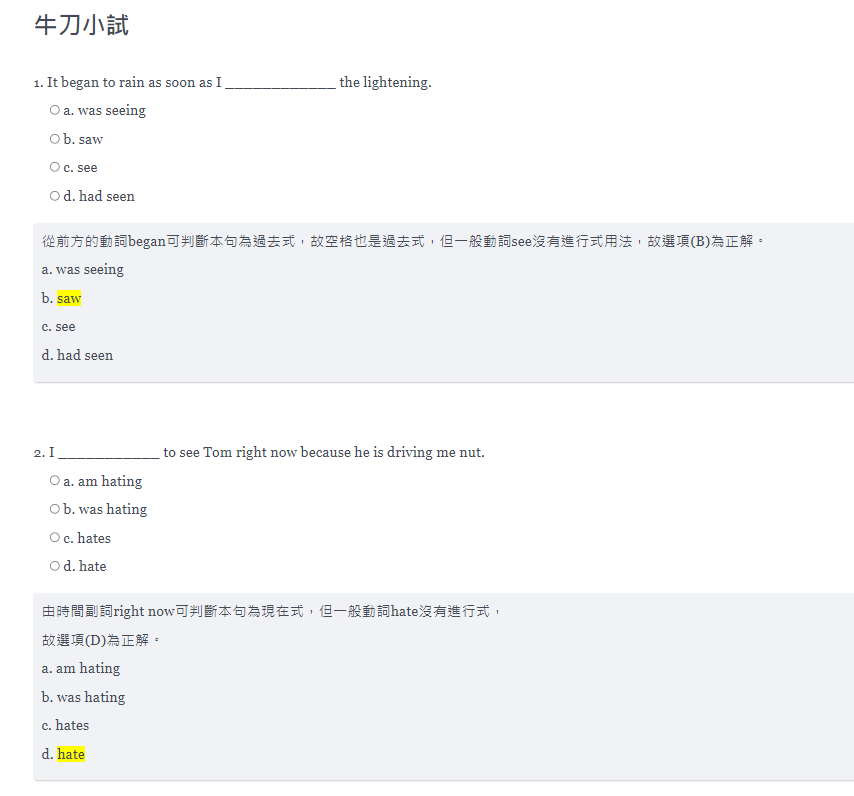 牛刀小試
1. It began to rain as soon as I _____________ the lightening.
a. was seeing
b. saw
c. see
d. had seen
從前方的動詞began可判斷本句為過去式，故空格也是過去式，但一般動詞see沒有進行式用法，故選項(B)為正解。
a. was seeing
b. saw
c. see
d. had seen
2. I ____________ to see Tom right now because he is driving me nut.
a. am hating
b. was hating
c. hates
d. hate
由時間副詞right now可判斷本句為現在式，但一般動詞hate沒有進行式，
故選項(D)為正解。
a. am hating
b. was hating
c. hates
d. hate